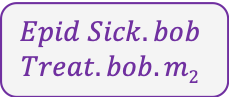 Epid Sick. bob
Treat. bob. m₂